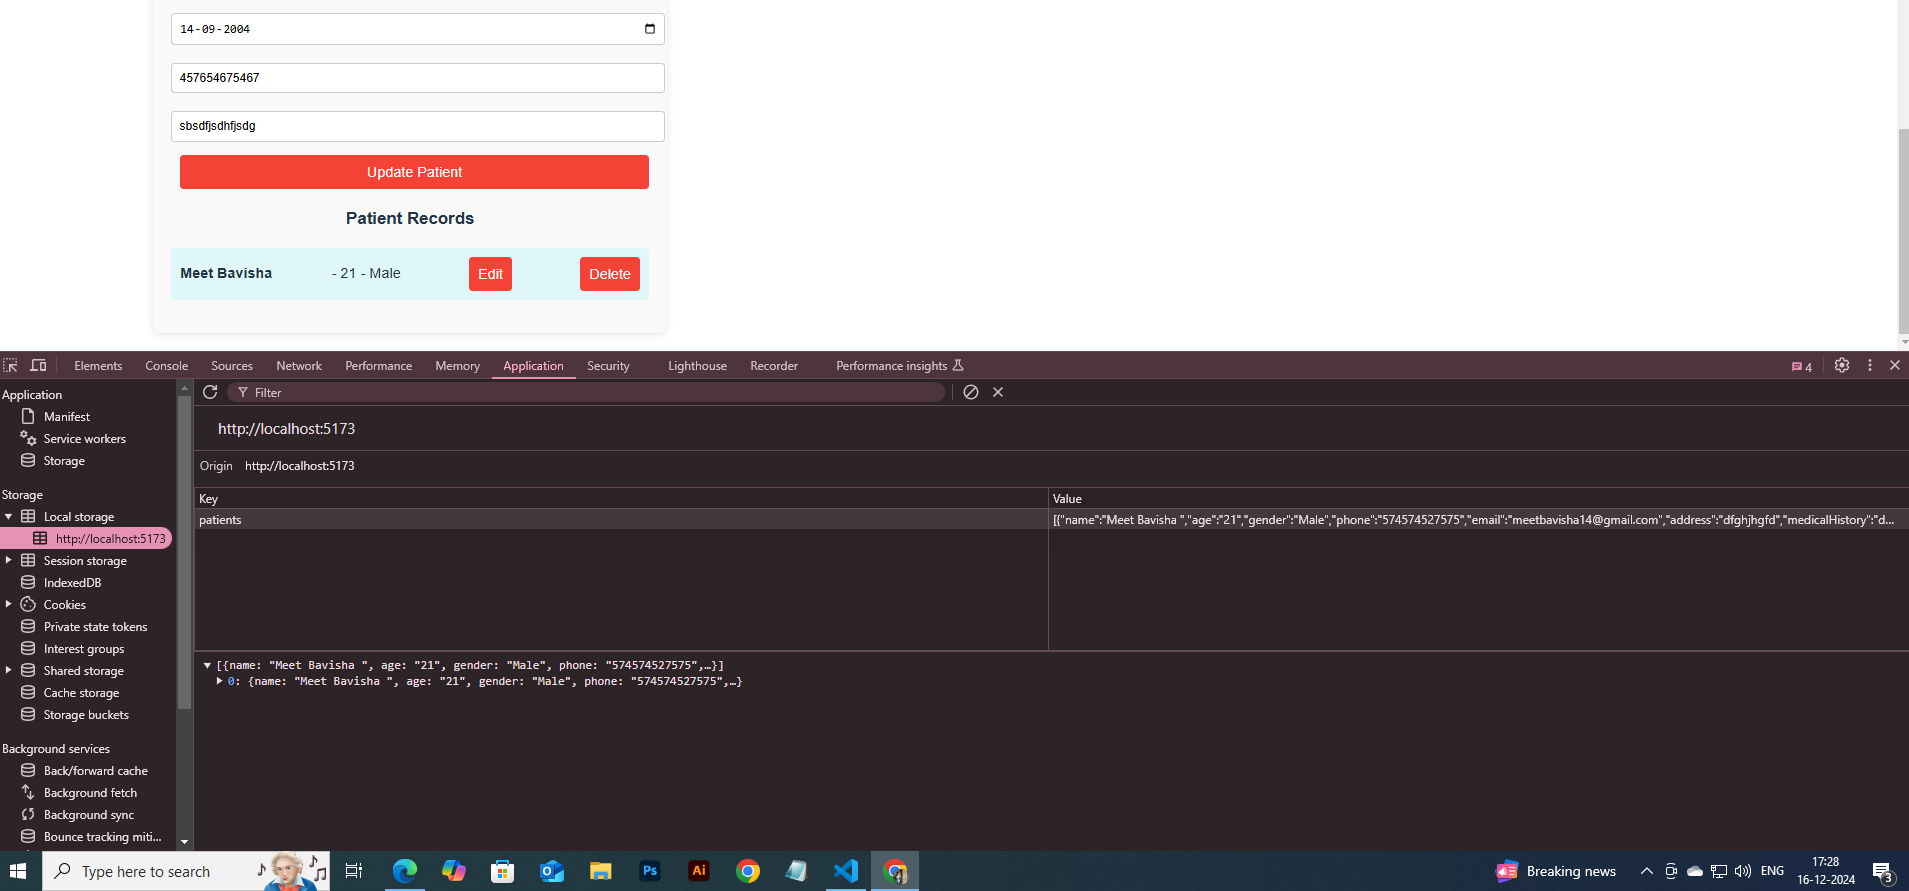 14-09-2004
457654675467
sbsdfjsdhfjsdg
Update Patient
Patient Records
Meet Bavisha - 21 - Male Edit Delete
Elements Console Sources Network Performance Memory Application Security Lighthouse Recorder Performance insights 4
Application
Manifest
Service workers
Storage
Storage
Local storage
http://localhost:5173
Session storage
IndexedDB
Cookies
Private state tokens
Interest groups
Shared storage
Cache storage
Storage buckets
Background services
Back/forward cache
Background fetch
Background sync
Bounce tracking miti...
Filter
http://localhost:5173
Origin http://localhost:5173
Key Value
patients [{"name":"Meet Bavisha ","age":"21","gender":"Male","phone":"574574527575","email":"meetbavisha14@gmail.com","address":"dfghjhgfd","medicalHistory":"d...
[{name: "Meet Bavisha ", age: "21", gender: "Male", phone: "574574527575",…}]
0: {name: "Meet Bavisha ", age: "21", gender: "Male", phone: "574574527575",…}
Type here to search
Ps
Ai
Breaking news
ENG
17:28
16-12-2024
3